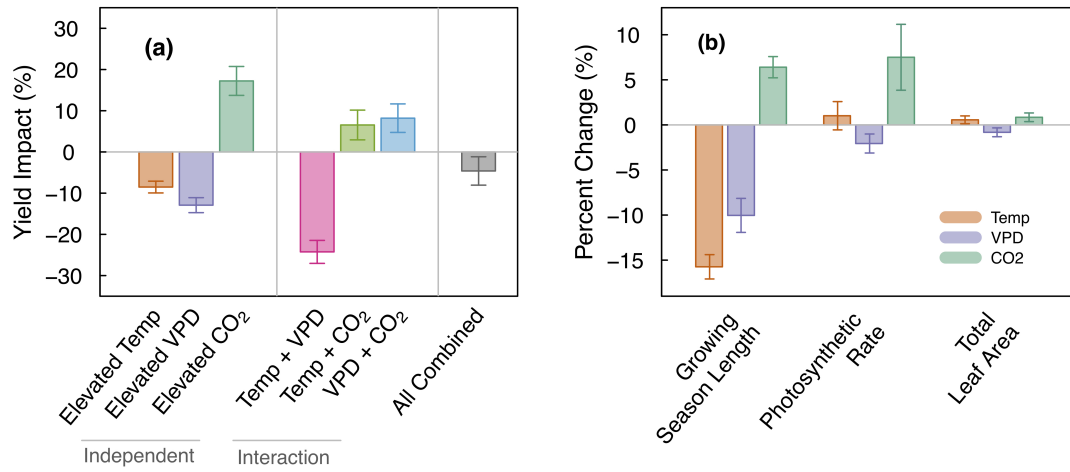 (a)
Yield Impact (%)
30
20
10
0
−10
−20
−30
Elevated Temp
Elevated VPD
Elevated CO₂
Temp + VPD
Temp + CO₂
VPD + CO₂
All Combined
Independent
Interaction
(b)
Percent Change (%)
10
5
0
−5
−10
−15
Temp
VPD
CO2
Growing
Season Length
Photosynthetic
Rate
Total
Leaf Area